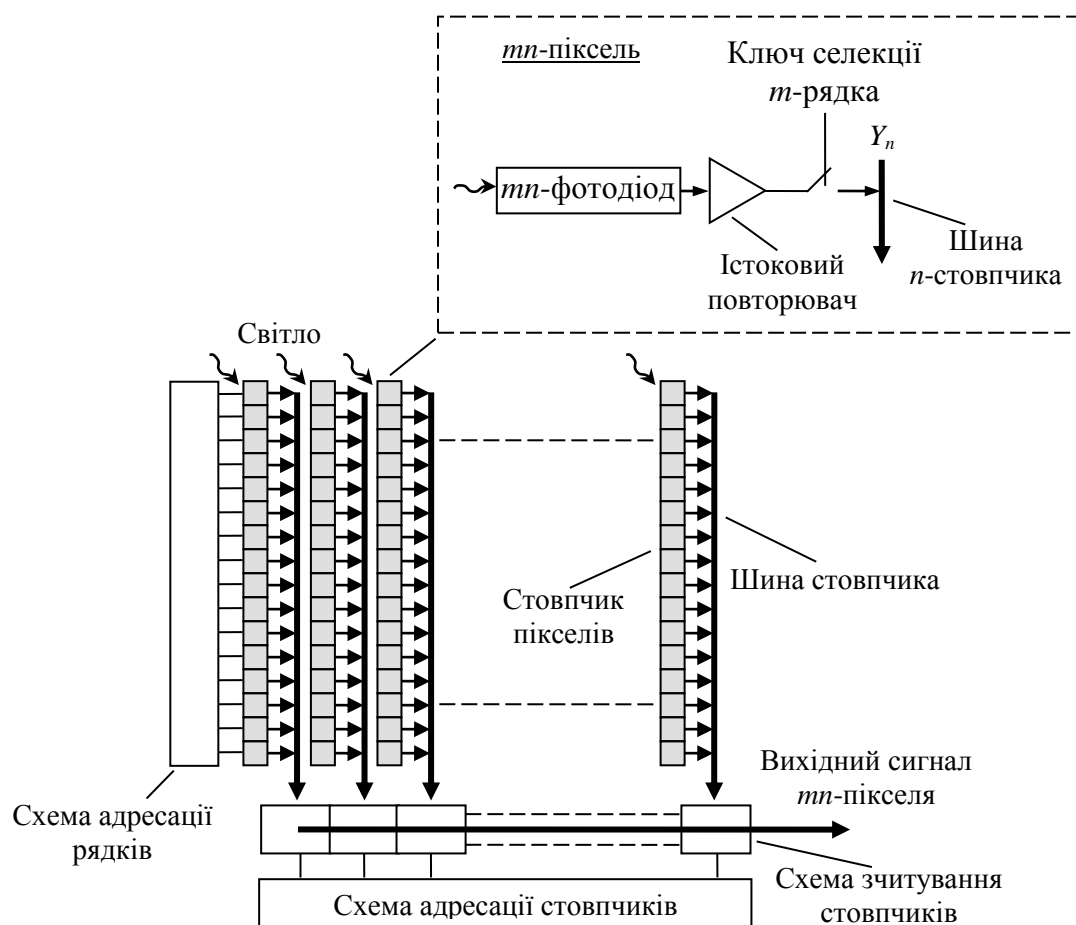 mn-піксель
Ключ селекції
m-рядка
Yn
mn-фотодіод
Шина
n-стовпчика
Істоковий
повторювач
Світло
Шина стовпчика
Стовпчик
пікселів
Вихідний сигнал
mn-пікселя
Схема адресації
рядків
Схема зчитування
стовпчиків
Схема адресації стовпчиків